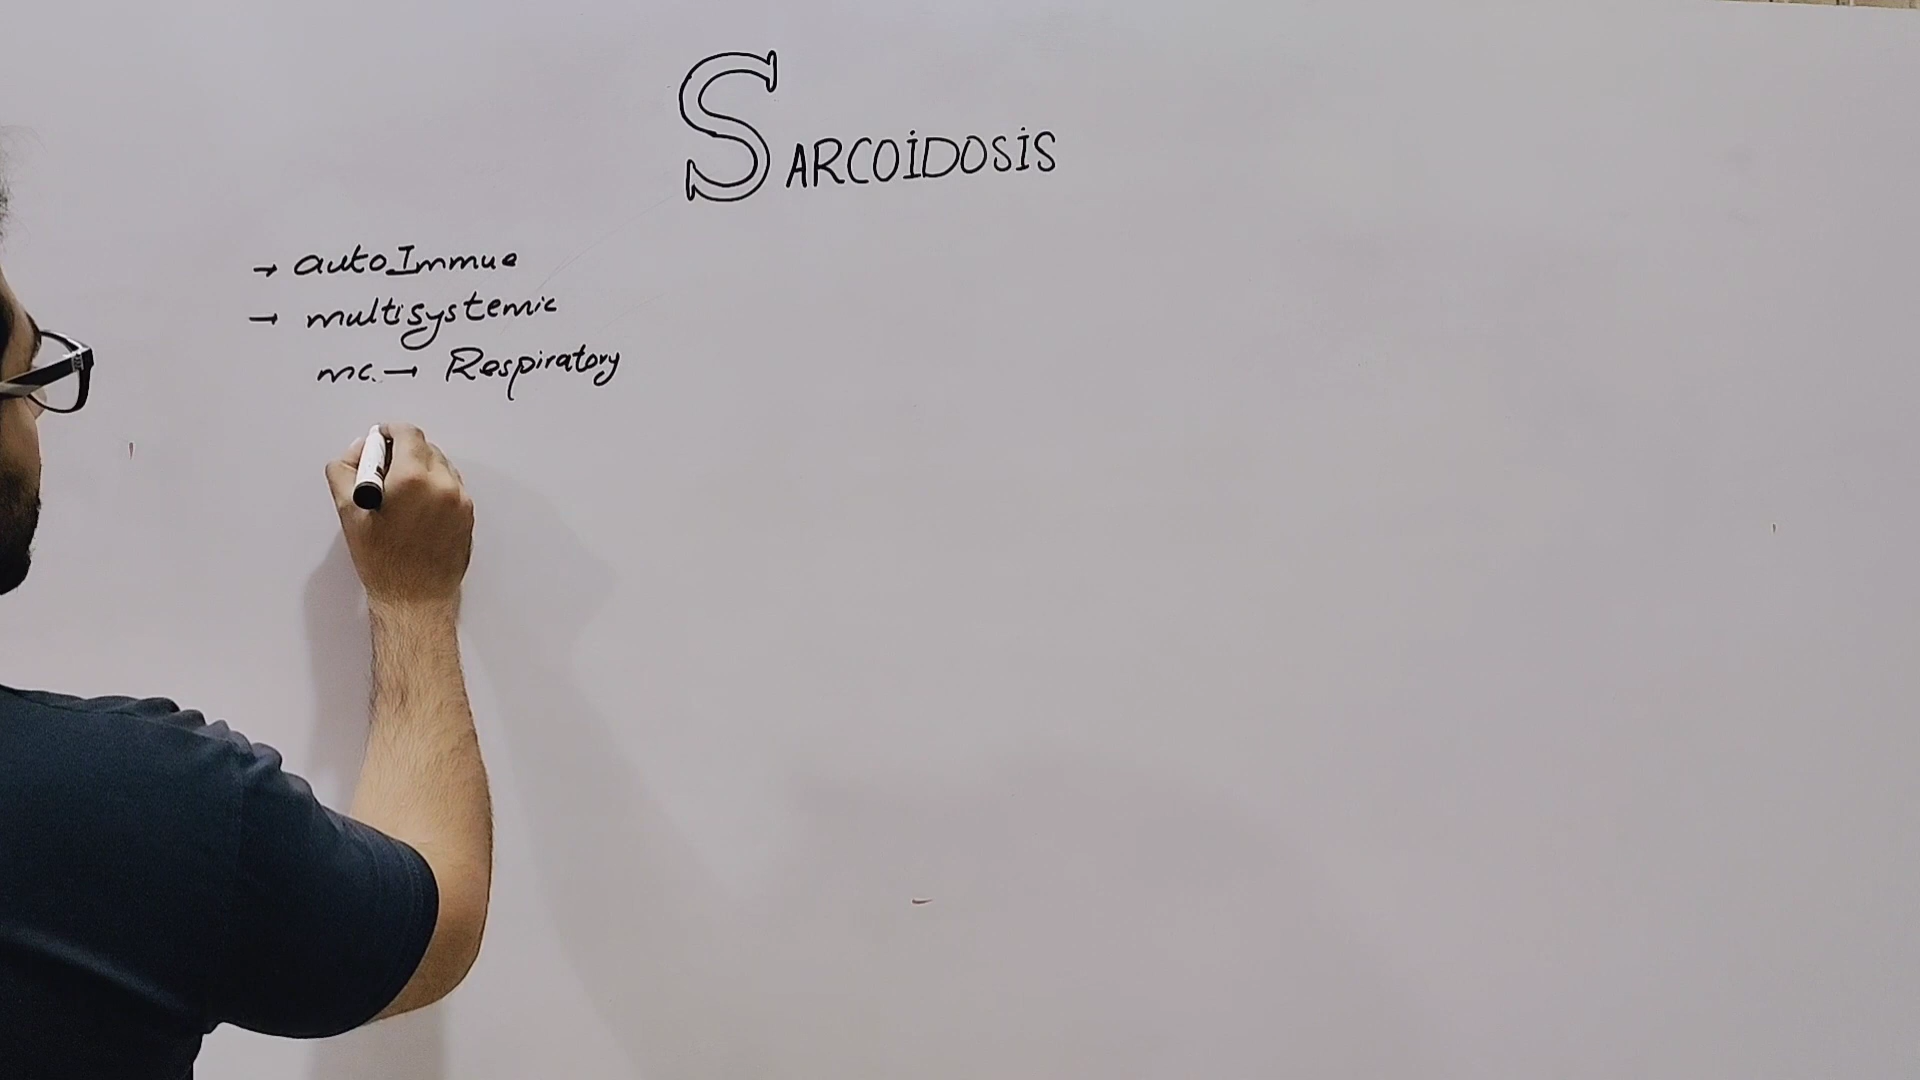 SARCOIDOSIS
→ autoImmue
→ multisystemic
mc. → Respiratory